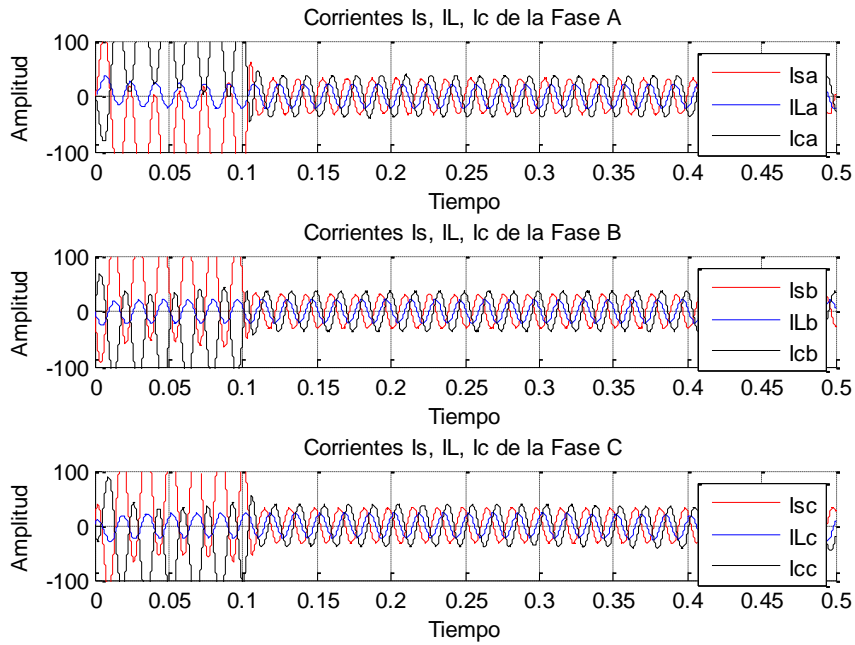 Corrientes Is, IL, Ic de la Fase A
Amplitud
100
0
-100
0 0.05 0.1 0.15 0.2 0.25 0.3 0.35 0.4 0.45 0.5
Tiempo
Isa
ILa
Ica
Corrientes Is, IL, Ic de la Fase B
Amplitud
100
0
-100
0 0.05 0.1 0.15 0.2 0.25 0.3 0.35 0.4 0.45 0.5
Tiempo
Isb
ILb
Icb
Corrientes Is, IL, Ic de la Fase C
Amplitud
100
0
-100
0 0.05 0.1 0.15 0.2 0.25 0.3 0.35 0.4 0.45 0.5
Tiempo
Isc
ILc
Icc